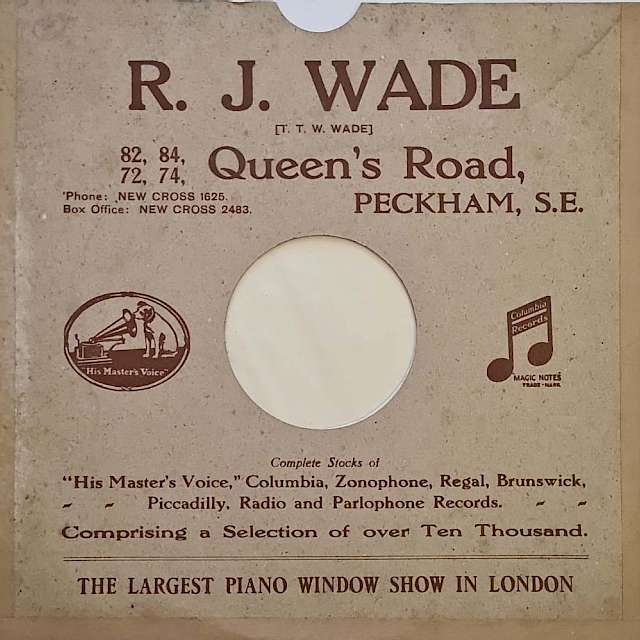 R. J. WADE
[T. T. W. WADE]
82, 84,
72, 74, Queen's Road,
'Phone: NEW CROSS 1625.
Box Office: NEW CROSS 2483.
PECKHAM, S.E.
"His Master's Voice"
Columbia
Records
MAGIC NOTES
TRADE-MARK
Complete Stocks of
"His Master's Voice," Columbia, Zonophone, Regal, Brunswick,
Piccadilly, Radio and Parlophone Records.
Comprising a Selection of over Ten Thousand.
THE LARGEST PIANO WINDOW SHOW IN LONDON